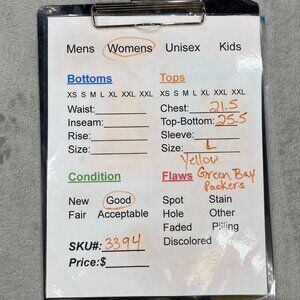 Mens Womens Unisex Kids
Bottoms Tops
XS S M L XL XXL XXL XS S M L XL XXL XXL
Waist: Chest: 21.5
Inseam: Top-Bottom: 25.5
Rise: Sleeve:
Size: Size: L
Yellow
Condition Flaws Green Bay
Packers
New Good Spot Stain
Fair Acceptable Hole Other
Faded Pilling
SKU#: 3394 Discolored
Price:$